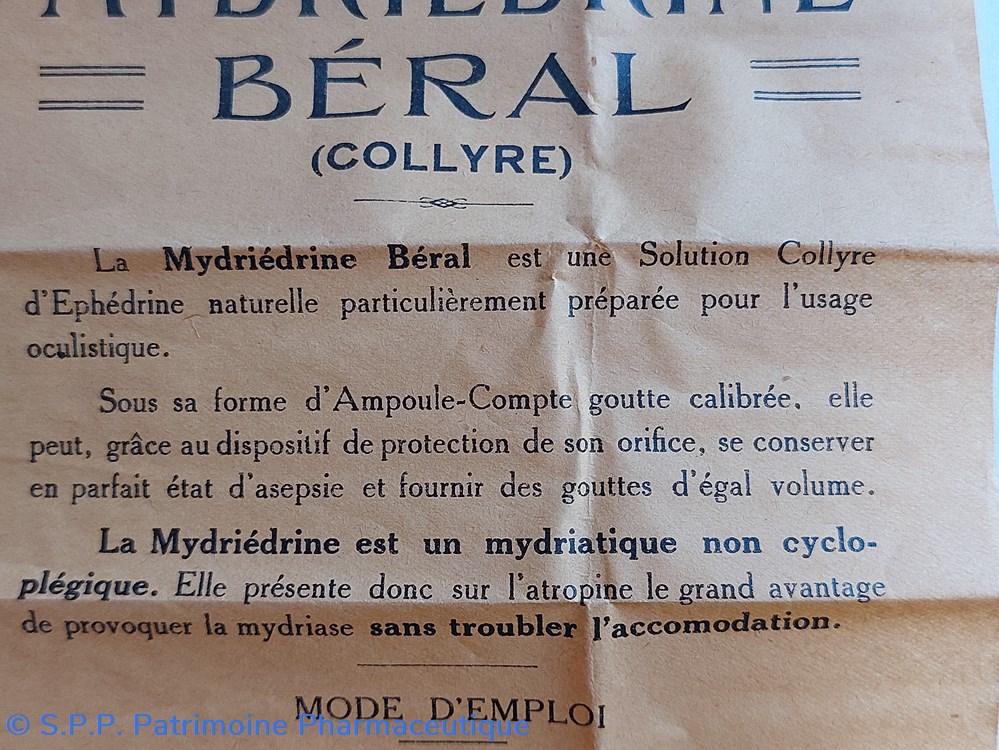 MYDRIEDRINE
BÉRAL
(COLLYRE)
La Mydriédrine Béral est une Solution Collyre
d'Ephédrine naturelle particulièrement préparée pour l'usage
oculistique.
Sous sa forme d'Ampoule-Compte goutte calibrée, elle
peut, grâce au dispositif de protection de son orifice, se conserver
en parfait état d'asepsie et fournir des gouttes d'égal volume.
La Mydriédrine est un mydriatique non cyclo-
plégique. Elle présente donc sur l'atropine le grand avantage
de provoquer la mydriase sans troubler l'accomodation.
MODE D'EMPLOI
© S.P.P. Patrimoine Pharmaceutique